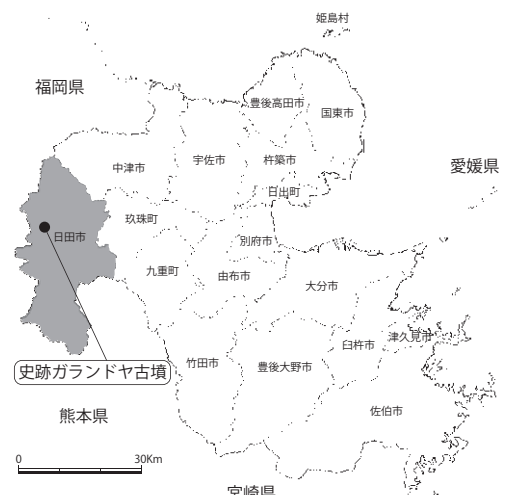 姫島村
福岡県
豊後高田市
国東市
中津市
宇佐市
杵築市
愛媛県
日出町
玖珠町
日田市
別府市
九重町
由布市
大分市
津久見市
臼杵市
竹田市
豊後大野市
史跡ガランドヤ古墳
熊本県
佐伯市
0
30Km
宮崎県